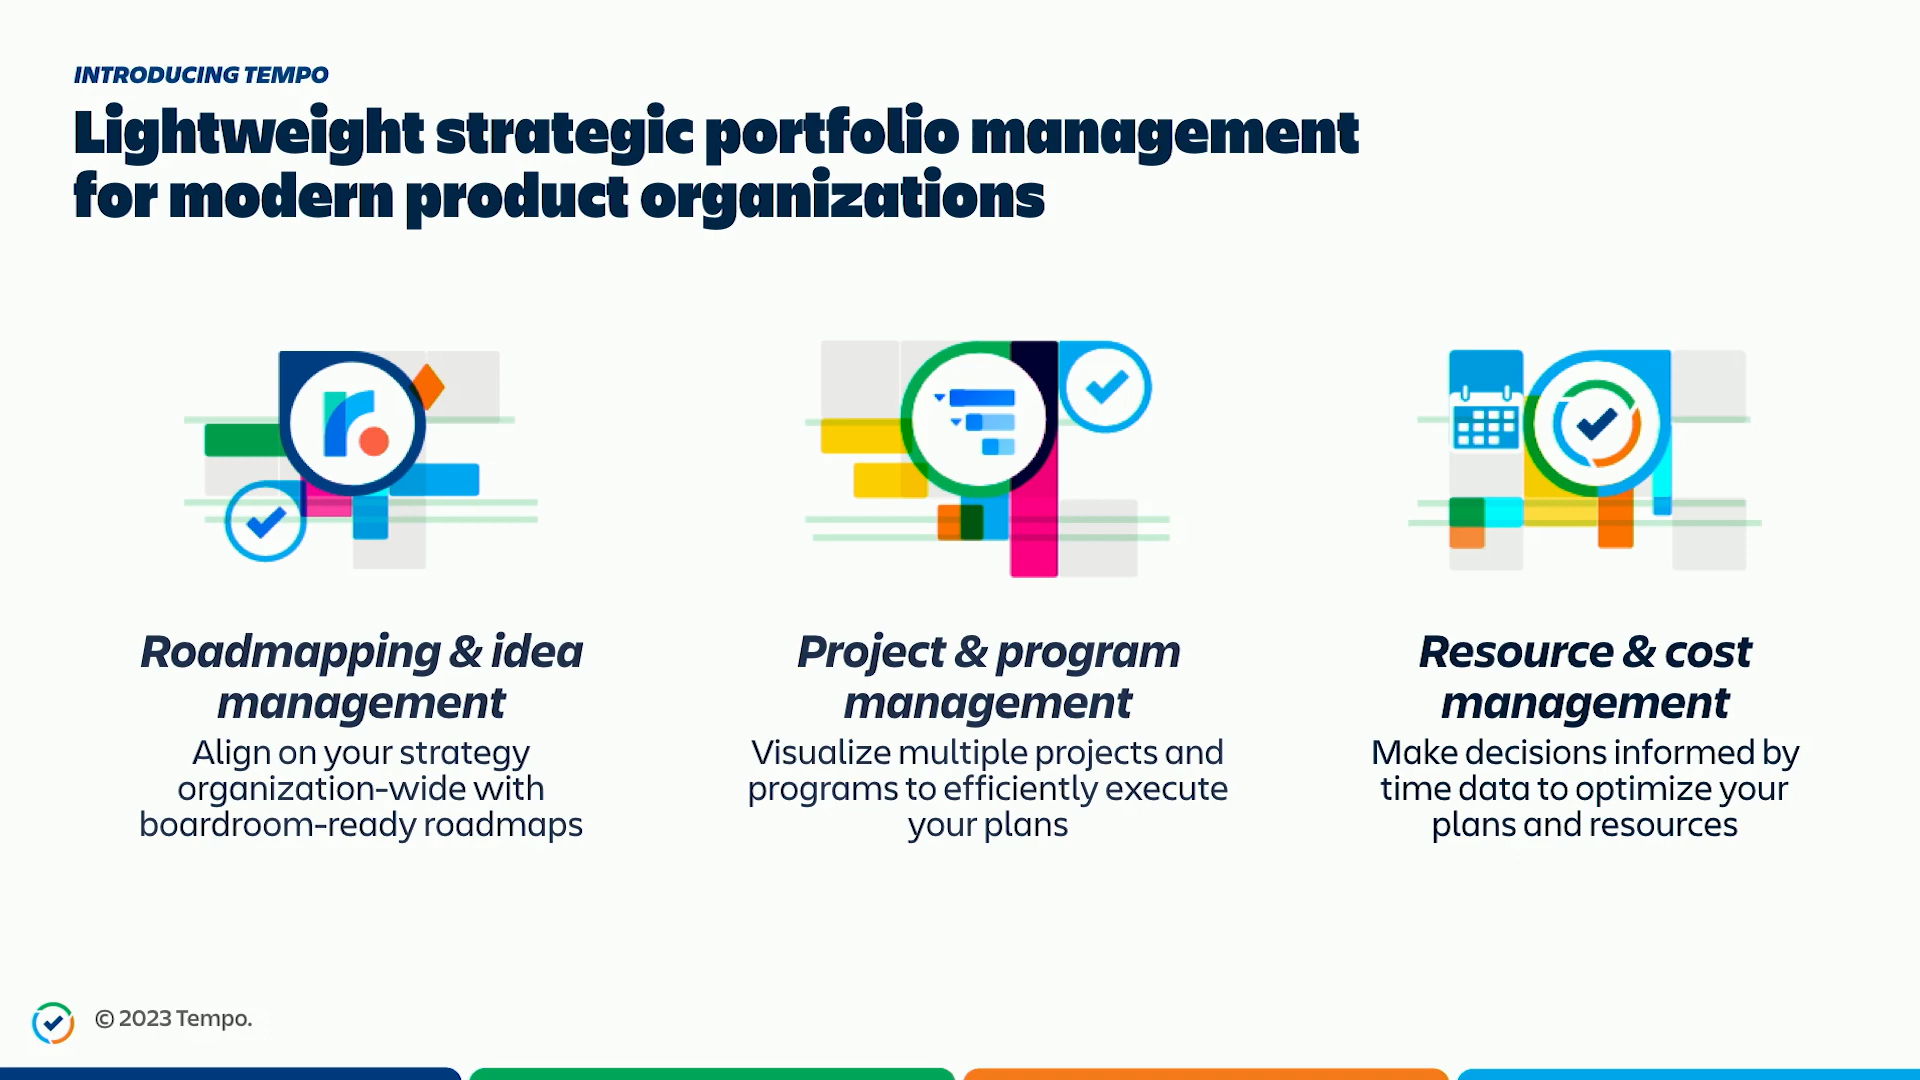 INTRODUCING TEMPO
Lightweight strategic portfolio management
for modern product organizations
Roadmapping & idea
management
Align on your strategy
organization-wide with
boardroom-ready roadmaps
Project & program
management
Visualize multiple projects and
programs to efficiently execute
your plans
Resource & cost
management
Make decisions informed by
time data to optimize your
plans and resources
© 2023 Tempo.